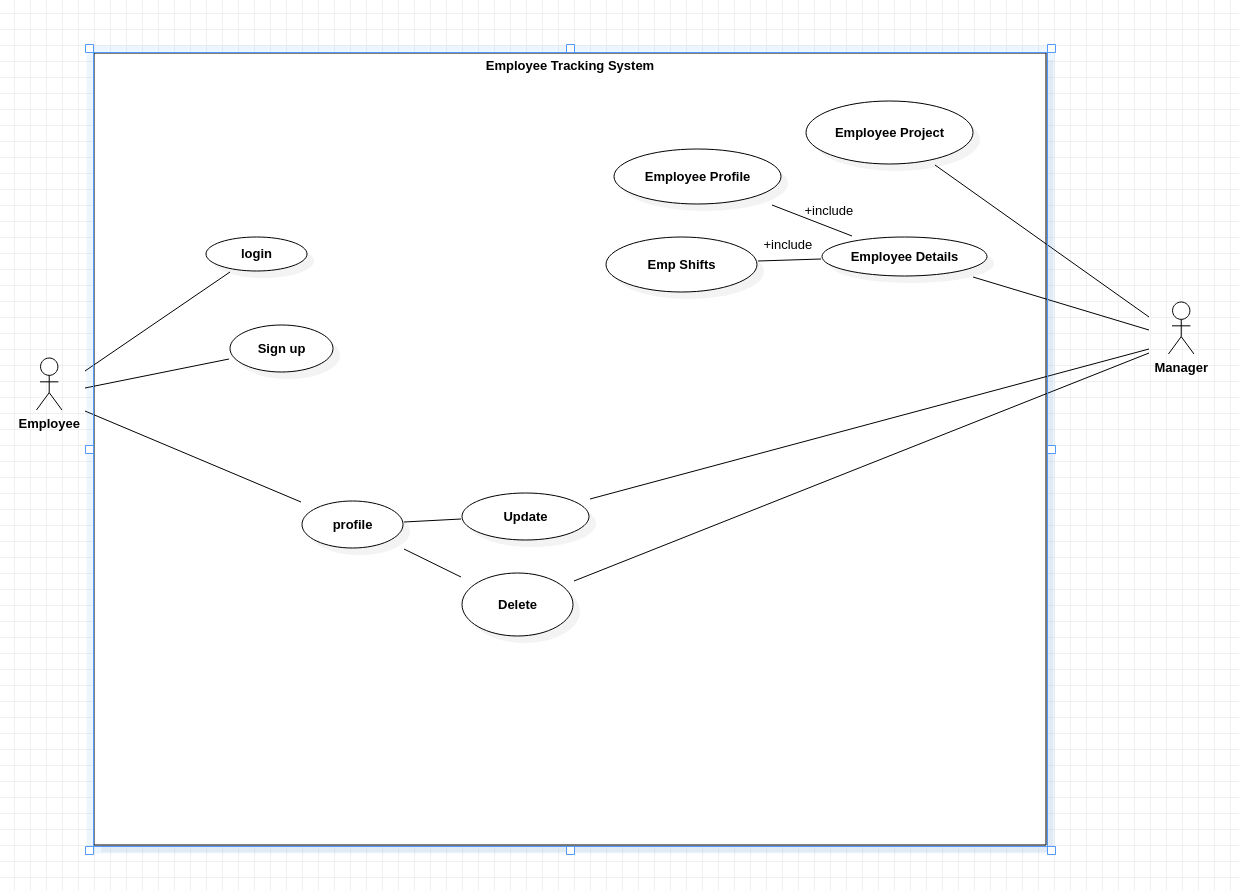 Employee Tracking System
Employee Project
Employee Profile
+include
+include
login
Emp Shifts
Employee Details
Sign up
Manager
Employee
profile
Update
Delete